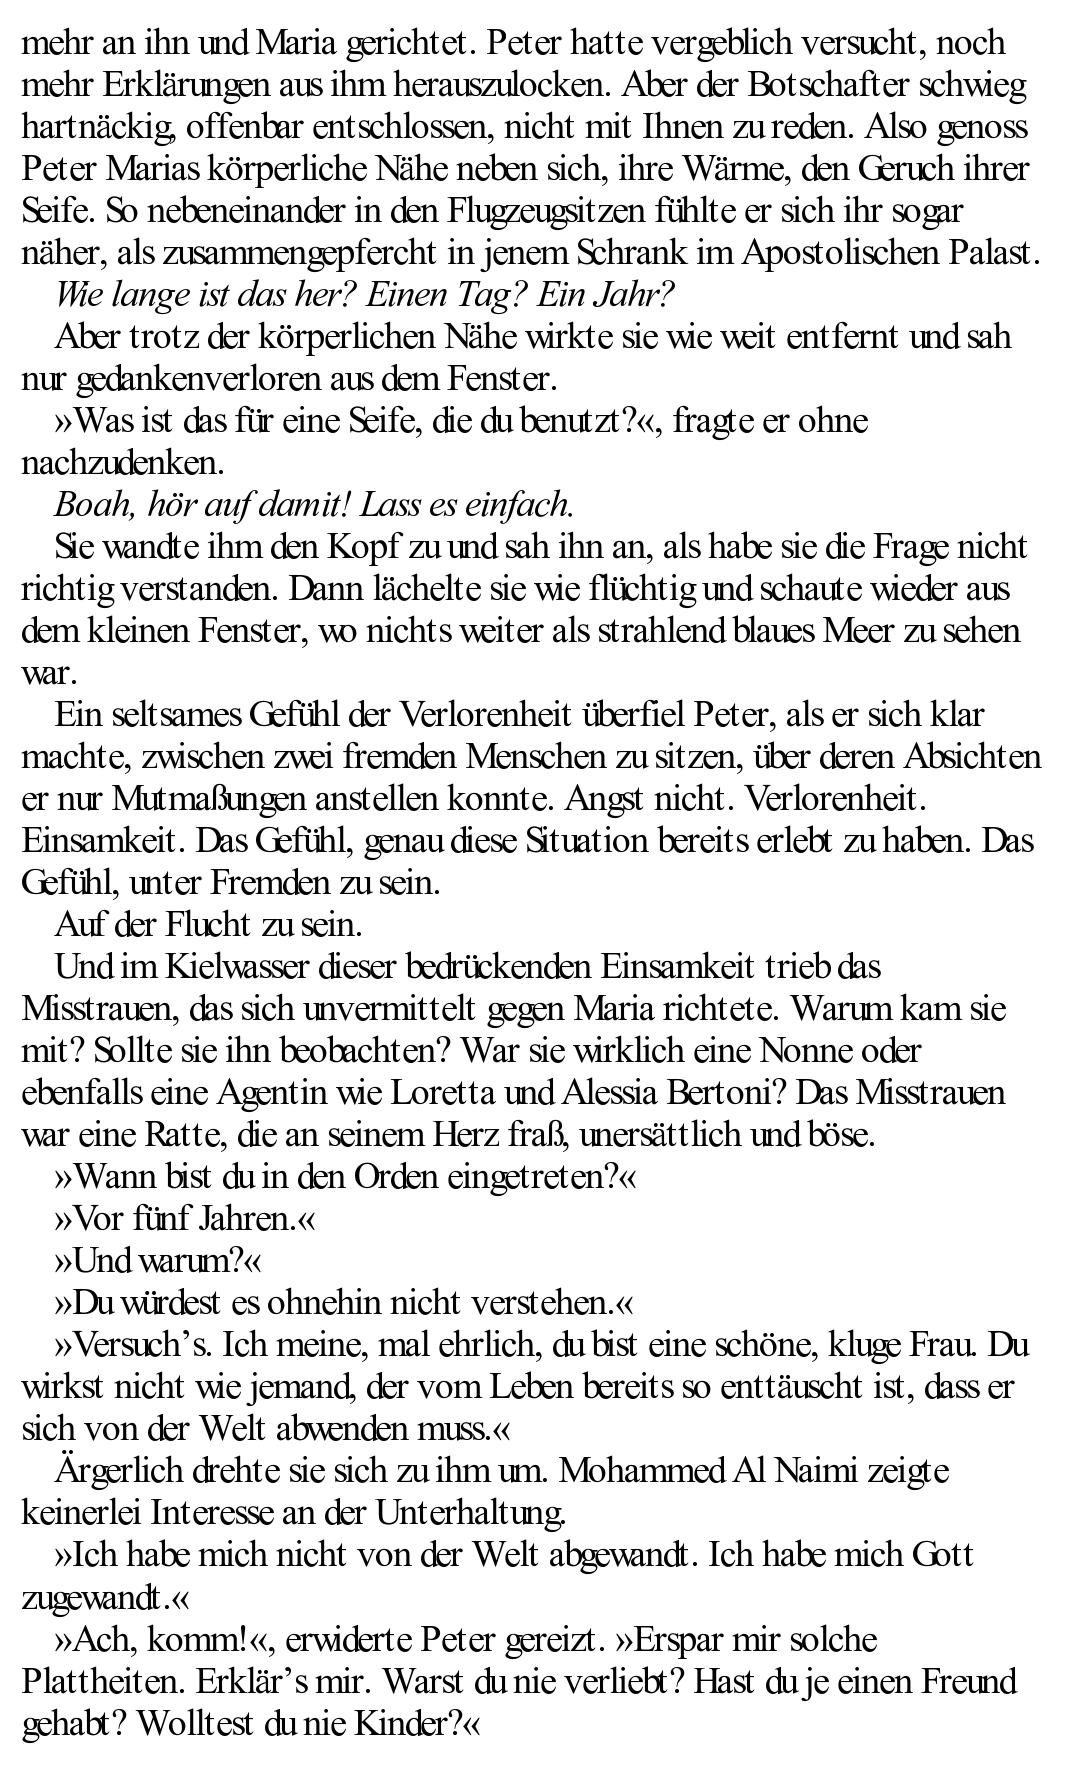 mehr an ihn und Maria gerichtet. Peter hatte vergeblich versucht, noch
mehr Erklärungen aus ihm herauszulocken. Aber der Botschafter schwieg
hartnäckig, offenbar entschlossen, nicht mit Ihnen zu reden. Also genoss
Peter Marias körperliche Nähe neben sich, ihre Wärme, den Geruch ihrer
Seife. So nebeneinander in den Flugzeugsitzen fühlte er sich ihr sogar
näher, als zusammengepfercht in jenem Schrank im Apostolischen Palast.
Wie lange ist das her? Einen Tag? Ein Jahr?
Aber trotz der körperlichen Nähe wirkte sie wie weit entfernt und sah
nur gedankenverloren aus dem Fenster.
»Was ist das für eine Seife, die du benutzt?«, fragte er ohne
nachzudenken.
Boah, hör auf damit! Lass es einfach.
Sie wandte ihm den Kopf zu und sah ihn an, als habe sie die Frage nicht
richtig verstanden. Dann lächelte sie wie flüchtig und schaute wieder aus
dem kleinen Fenster, wo nichts weiter als strahlend blaues Meer zu sehen
war.
Ein seltsames Gefühl der Verlorenheit überfiel Peter, als er sich klar
machte, zwischen zwei fremden Menschen zu sitzen, über deren Absichten
er nur Mutmaßungen anstellen konnte. Angst nicht. Verlorenheit.
Einsamkeit. Das Gefühl, genau diese Situation bereits erlebt zu haben. Das
Gefühl, unter Fremden zu sein.
Auf der Flucht zu sein.
Und im Kielwasser dieser bedrückenden Einsamkeit trieb das
Misstrauen, das sich unvermittelt gegen Maria richtete. Warum kam sie
mit? Sollte sie ihn beobachten? War sie wirklich eine Nonne oder
ebenfalls eine Agentin wie Loretta und Alessia Bertoni? Das Misstrauen
war eine Ratte, die an seinem Herz fraß, unersättlich und böse.
»Wann bist du in den Orden eingetreten?«
»Vor fünf Jahren.«
»Und warum?«
»Du würdest es ohnehin nicht verstehen.«
»Versuch’s. Ich meine, mal ehrlich, du bist eine schöne, kluge Frau. Du
wirkst nicht wie jemand, der vom Leben bereits so enttäuscht ist, dass er
sich von der Welt abwenden muss.«
Ärgerlich drehte sie sich zu ihm um. Mohammed Al Naimi zeigte
keinerlei Interesse an der Unterhaltung.
»Ich habe mich nicht von der Welt abgewandt. Ich habe mich Gott
zugewandt.«
»Ach, komm!«, erwiderte Peter gereizt. »Erspar mir solche
Plattheiten. Erklär’s mir. Warst du nie verliebt? Hast du je einen Freund
gehabt? Wolltest du nie Kinder?«